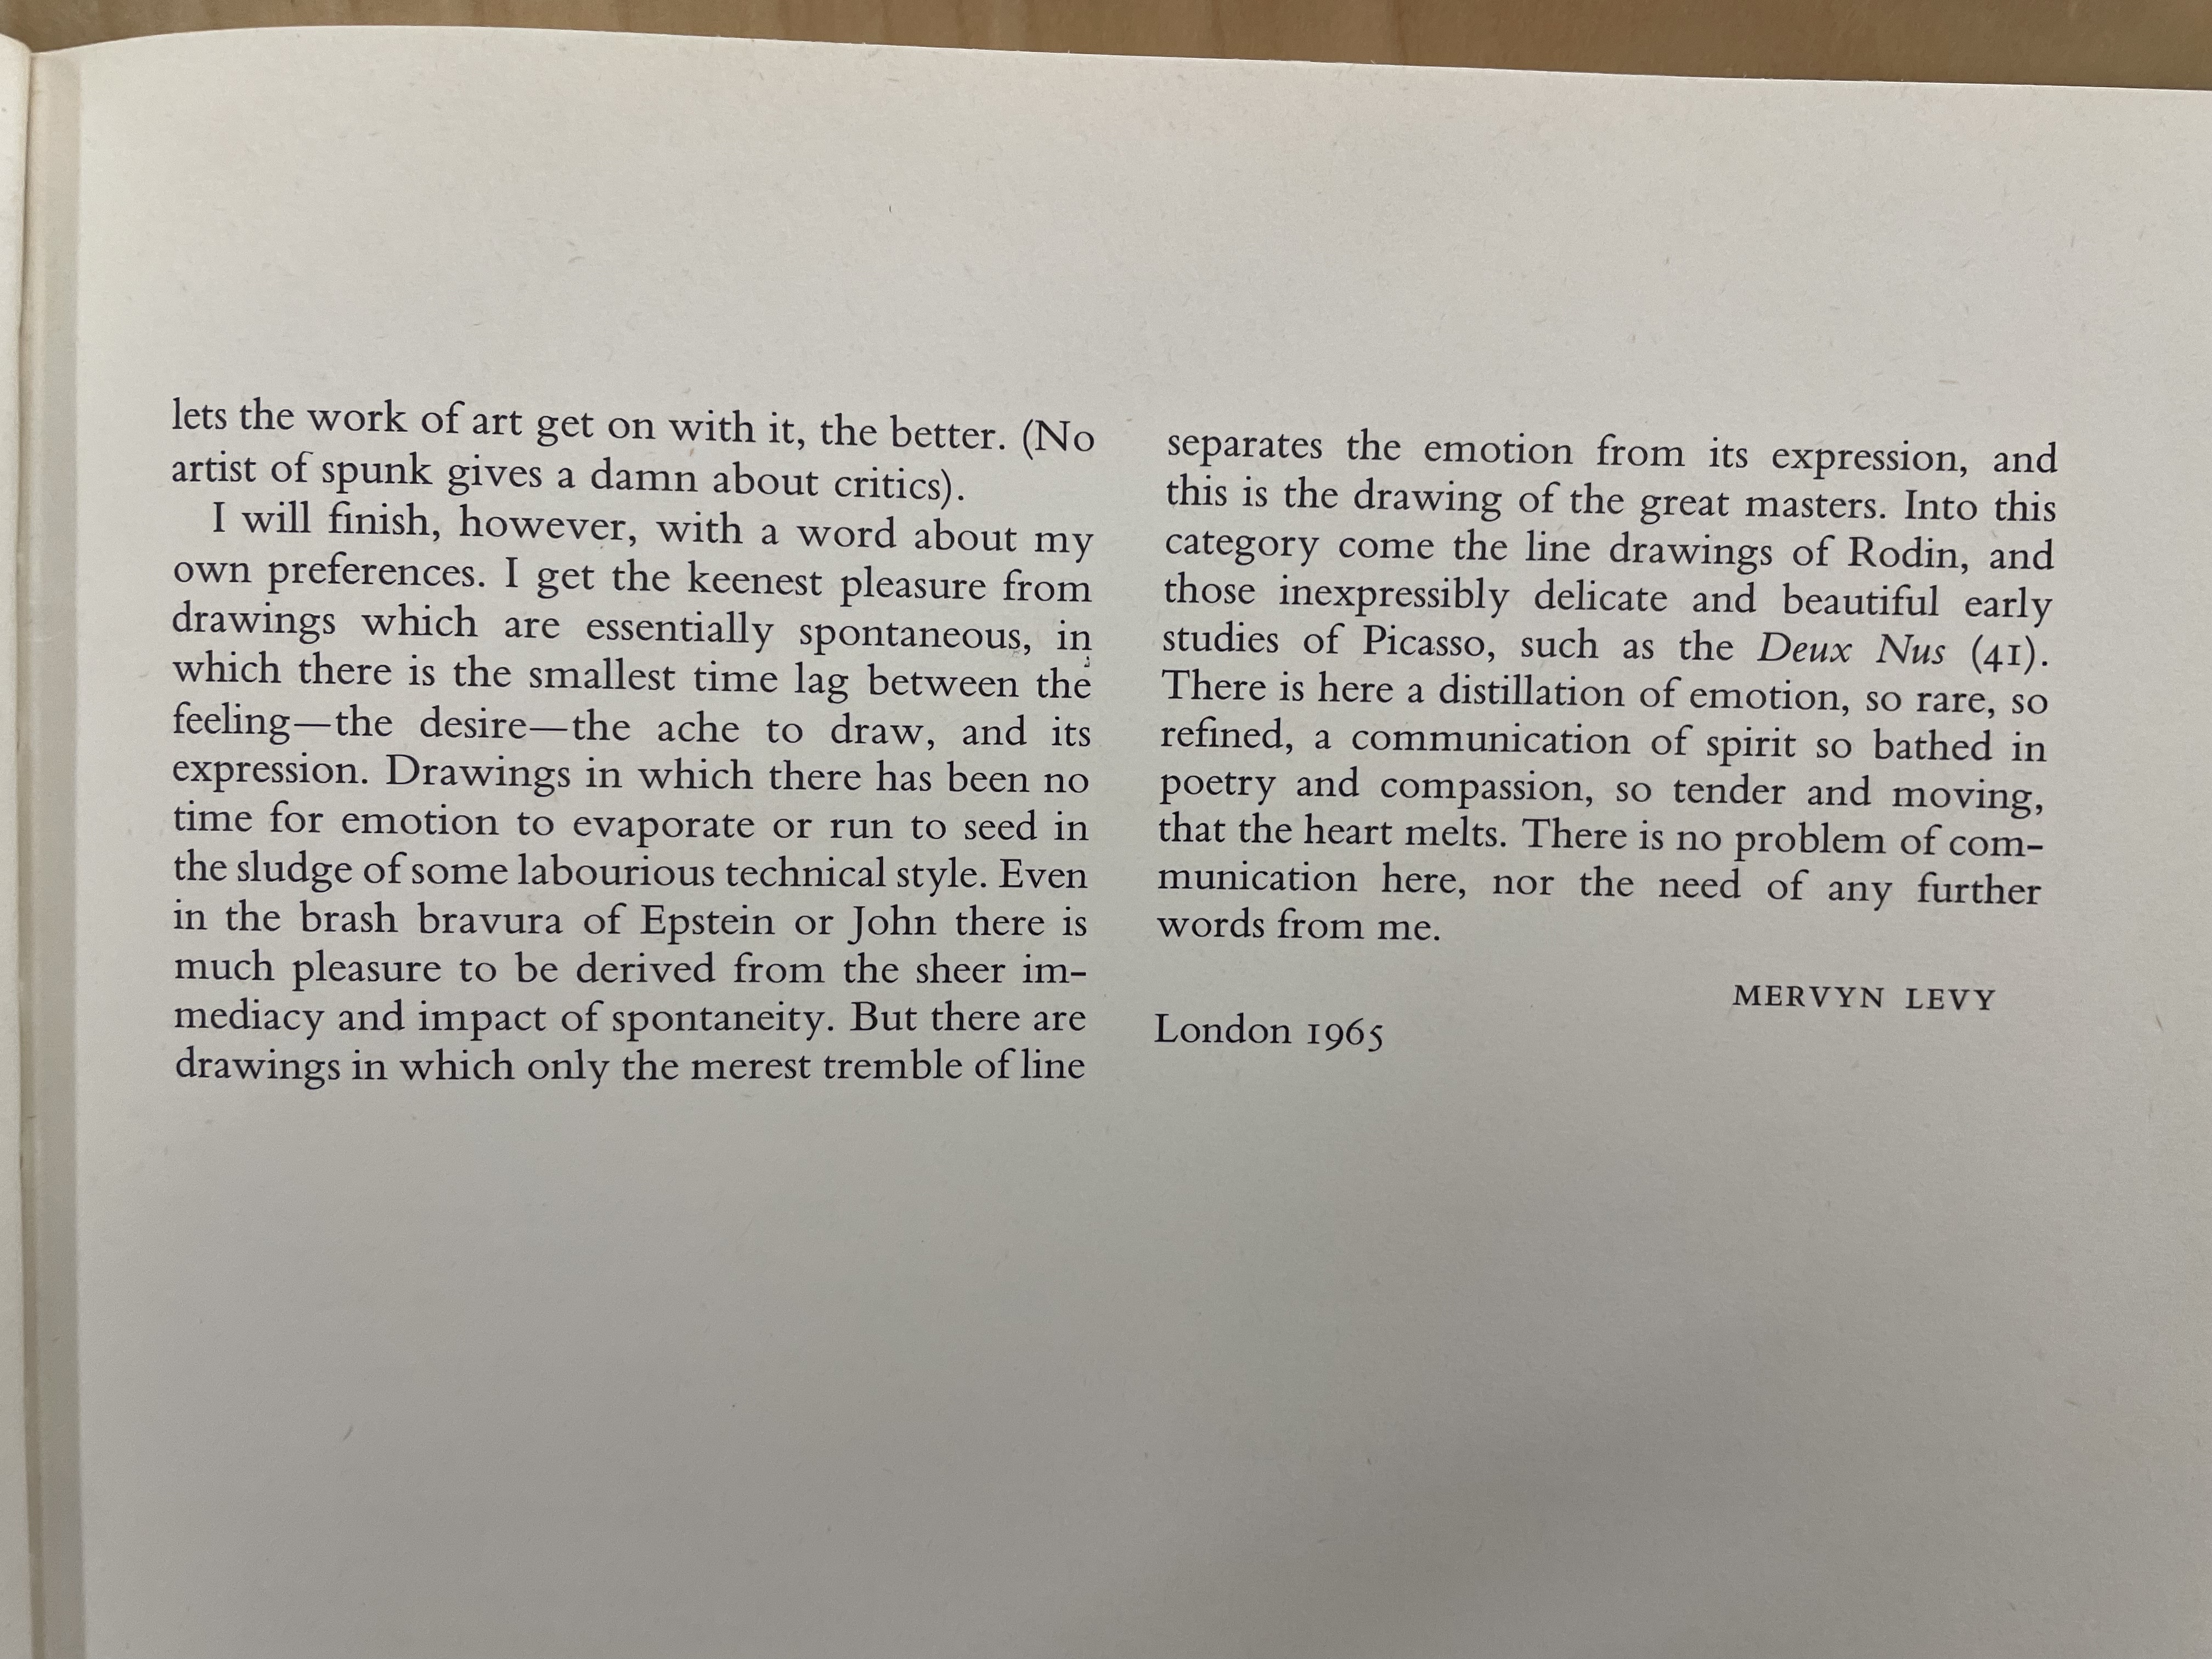 lets the work of art get on with it, the better. (No
artist of spunk gives a damn about critics).
I will finish, however, with a word about my
own preferences. I get the keenest pleasure from
drawings which are essentially spontaneous, in
which there is the smallest time lag between the
feeling—the desire—the ache to draw, and its
expression. Drawings in which there has been no
time for emotion to evaporate or run to seed in
the sludge of some labourious technical style. Even
in the brash bravura of Epstein or John there is
much pleasure to be derived from the sheer im-
mediacy and impact of spontaneity. But there are
drawings in which only the merest tremble of line
separates the emotion from its expression, and
this is the drawing of the great masters. Into this
category come the line drawings of Rodin, and
those inexpressibly delicate and beautiful early
studies of Picasso, such as the Deux Nus (41).
There is here a distillation of emotion, so rare, so
refined, a communication of spirit so bathed in
poetry and compassion, so tender and moving,
that the heart melts. There is no problem of com-
munication here, nor the need of any further
words from me.
MERVYN LEVY
London 1965